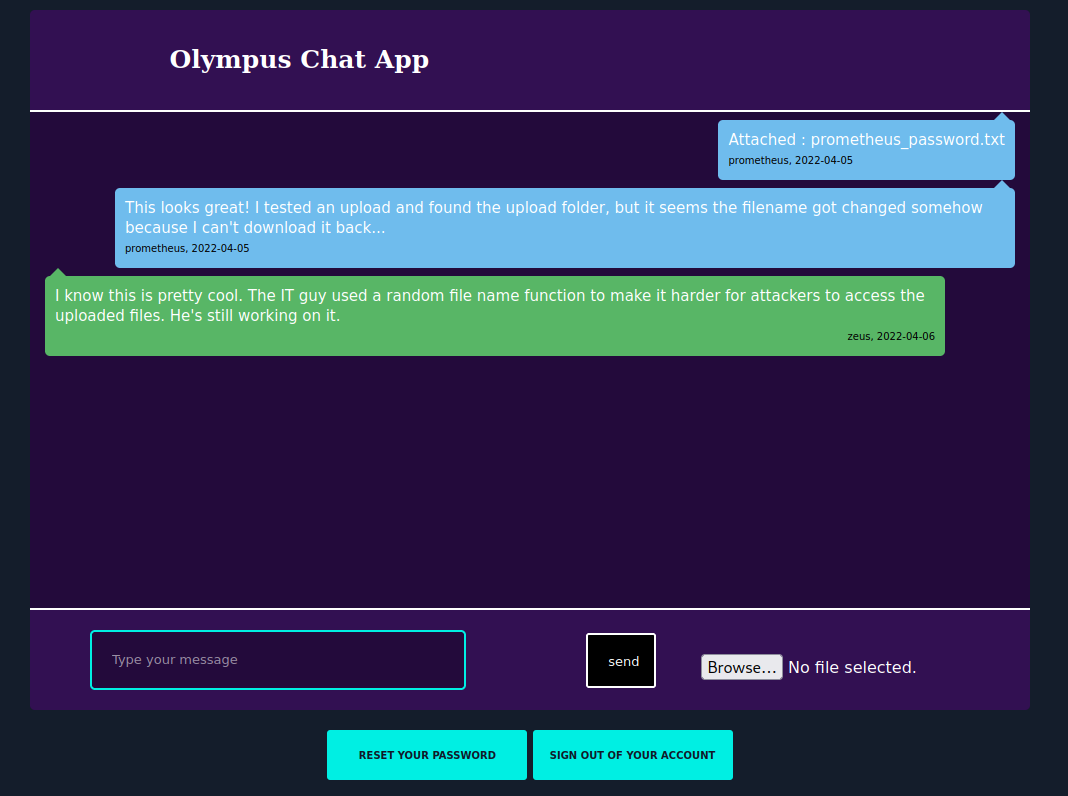 Olympus Chat App
Attached : prometheus_password.txt
prometheus, 2022-04-05
This looks great! I tested an upload and found the upload folder, but it seems the filename got changed somehow
because I can't download it back...
prometheus, 2022-04-05
I know this is pretty cool. The IT guy used a random file name function to make it harder for attackers to access the
uploaded files. He's still working on it.
zeus, 2022-04-06
Type your message
send
Browse... No file selected.
RESET YOUR PASSWORD
SIGN OUT OF YOUR ACCOUNT